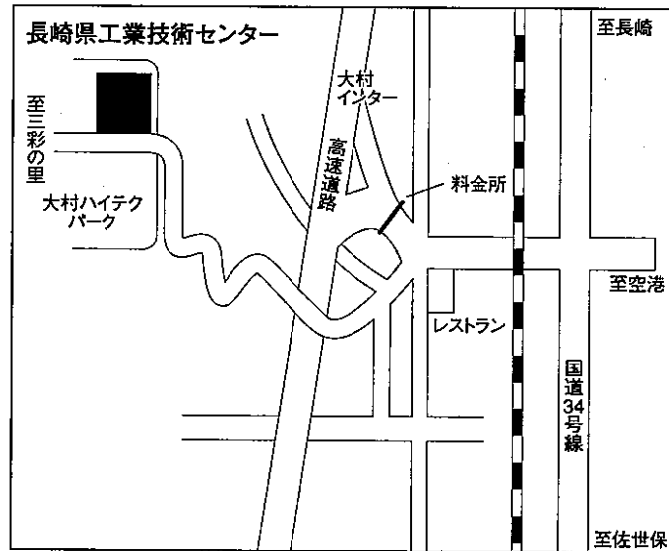 長崎県工業技術センター
至長崎
大村
インター
至三彩の里
高速道路
料金所
大村ハイテク
パーク
至空港
レストラン
国道34号線
至佐世保